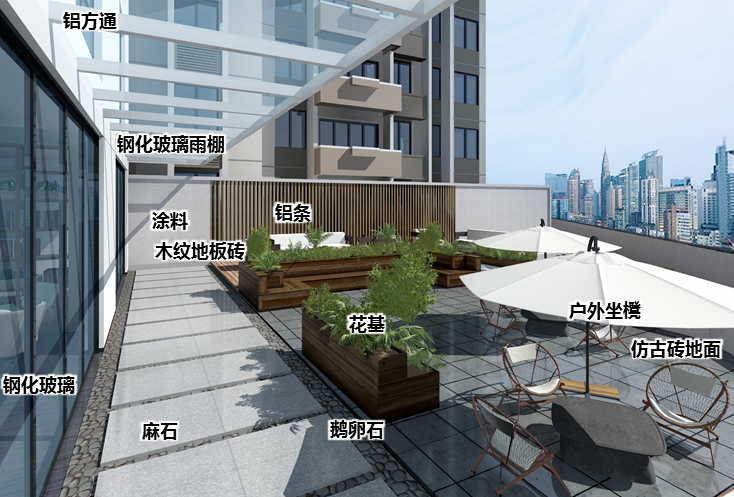 铝方通
钢化玻璃雨棚
涂料
铝条
木纹地板砖
花基
户外坐櫈
仿古砖地面
钢化玻璃
麻石
鹅卵石